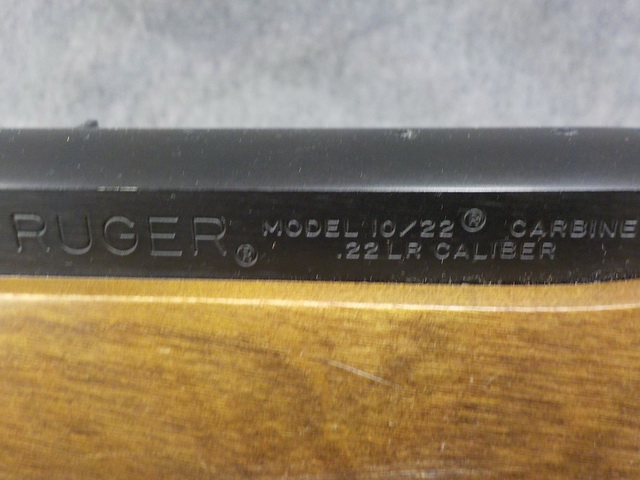 RUGER® MODEL 10/22® CARBINE
.22 LR CALIBER